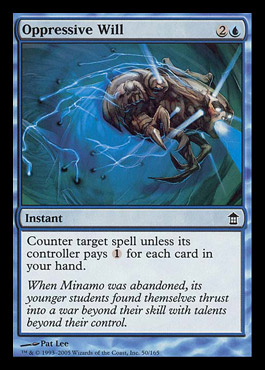 Oppressive Will 2
Instant
Counter target spell unless its
controller pays 1 for each card in
your hand.
When Minamo was abandoned, its
younger students found themselves thrust
into a war beyond their skill with talents
beyond their control.
Pat Lee
™ & © 1993–2005 Wizards of the Coast, Inc. 50/165